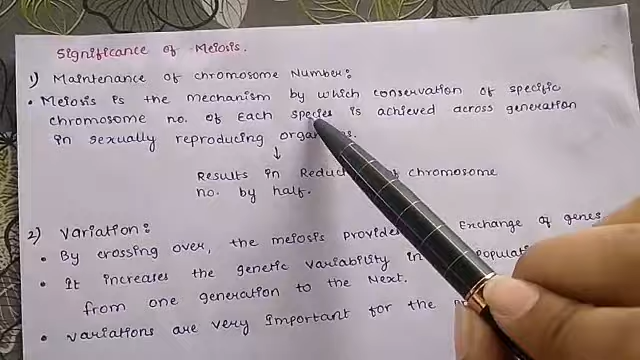 Significance of Meiosis.
1) Maintenance of chromosome Number:
• Meiosis is the mechanism by which conservation of specific
chromosome no. of each species is achieved across generation
in sexually reproducing
↓
Results in chromosome
no. by half.
2) Variation:
• By crossing over, the meiosis provides Exchange of genes
• It increases the genetic variability in
from one generation to the Next.
• variations are very important for the